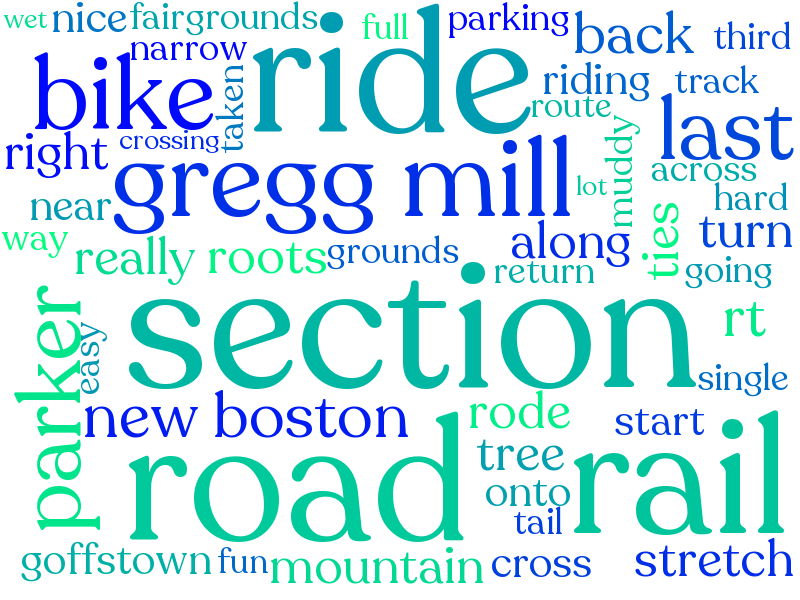 wet nice fairgrounds full parking
ride
back third
narrow
bike
taken
riding track
route
last
right crossing
gregg mill
muddy
across
lot
near
hard
way
really roots grounds along turn
ties
return going
section
rt
parker
easy
single
new boston rode start
road rail
tree
onto
tail
goffstown fun mountain cross stretch